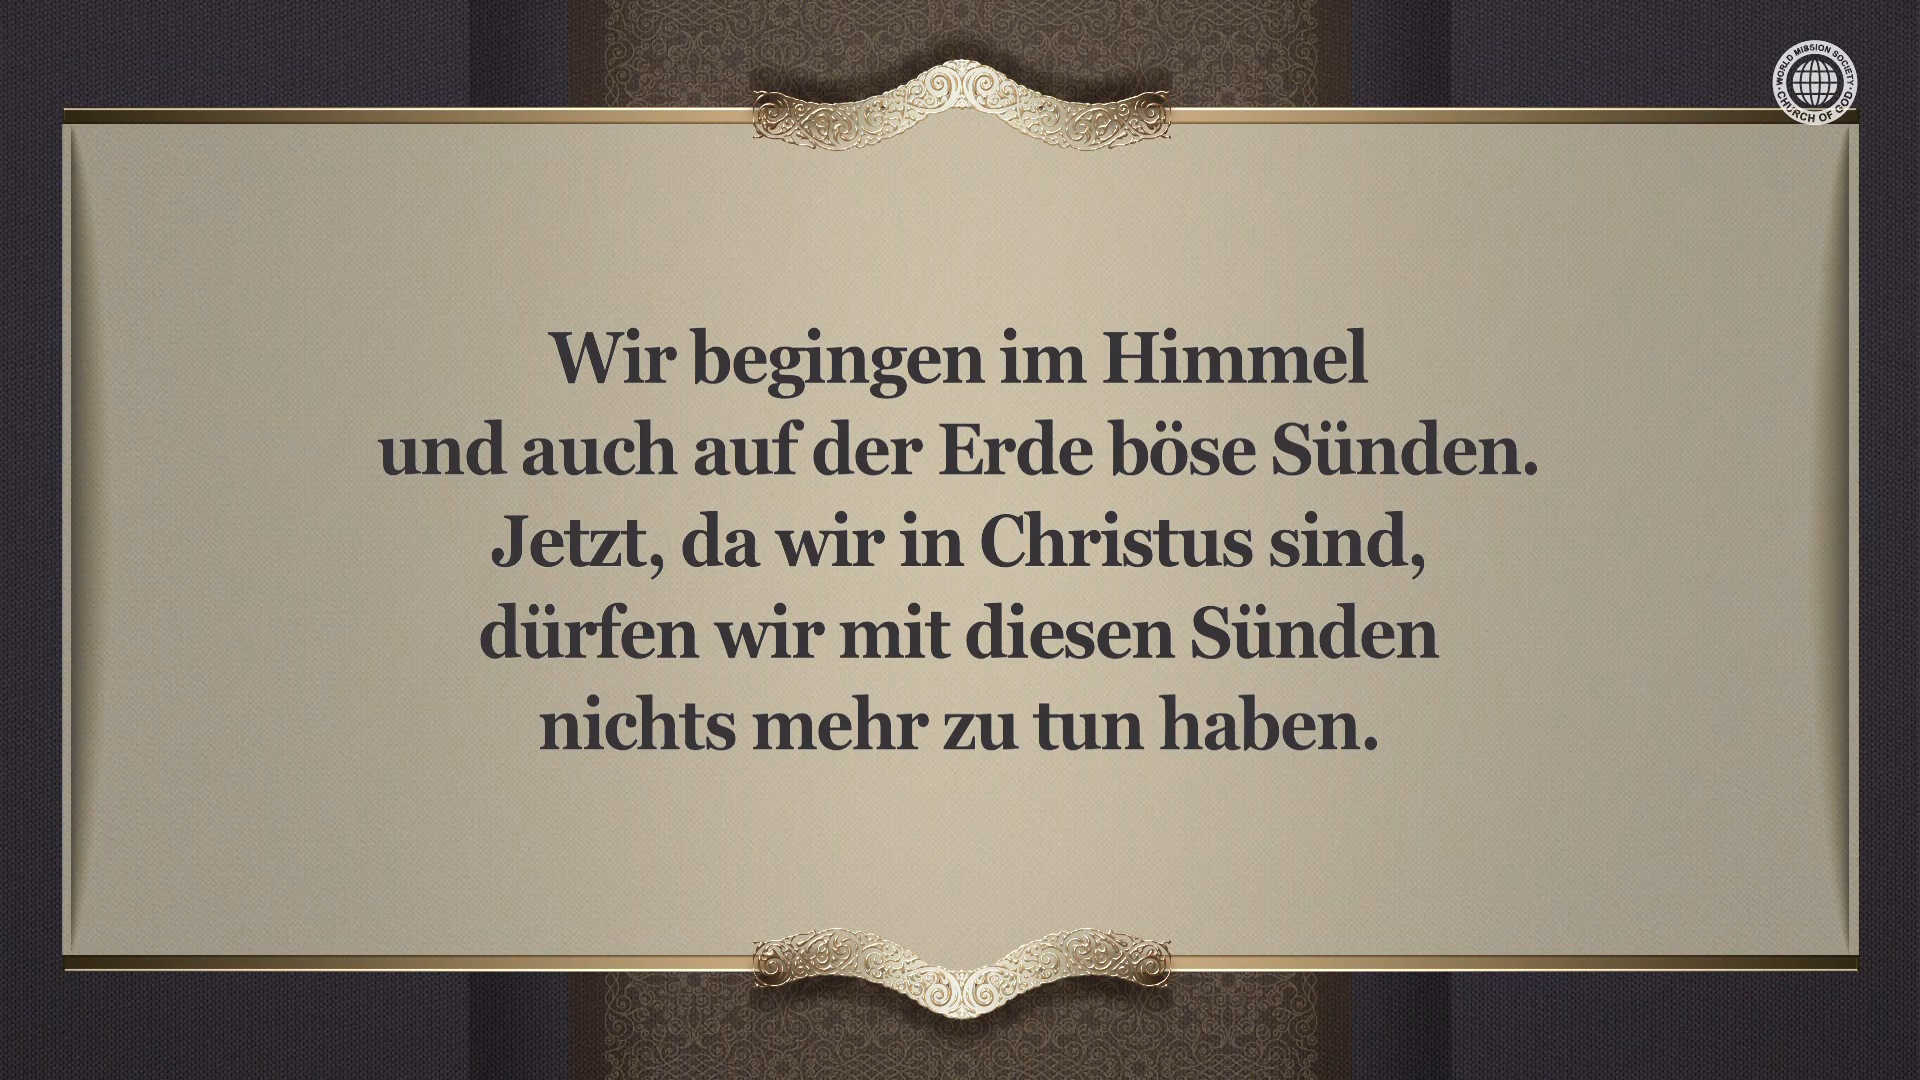 WORLD MISSION SOCIETY
CHURCH OF GOD
Wir begingen im Himmel
und auch auf der Erde böse Sünden.
Jetzt, da wir in Christus sind,
dürfen wir mit diesen Sünden
nichts mehr zu tun haben.